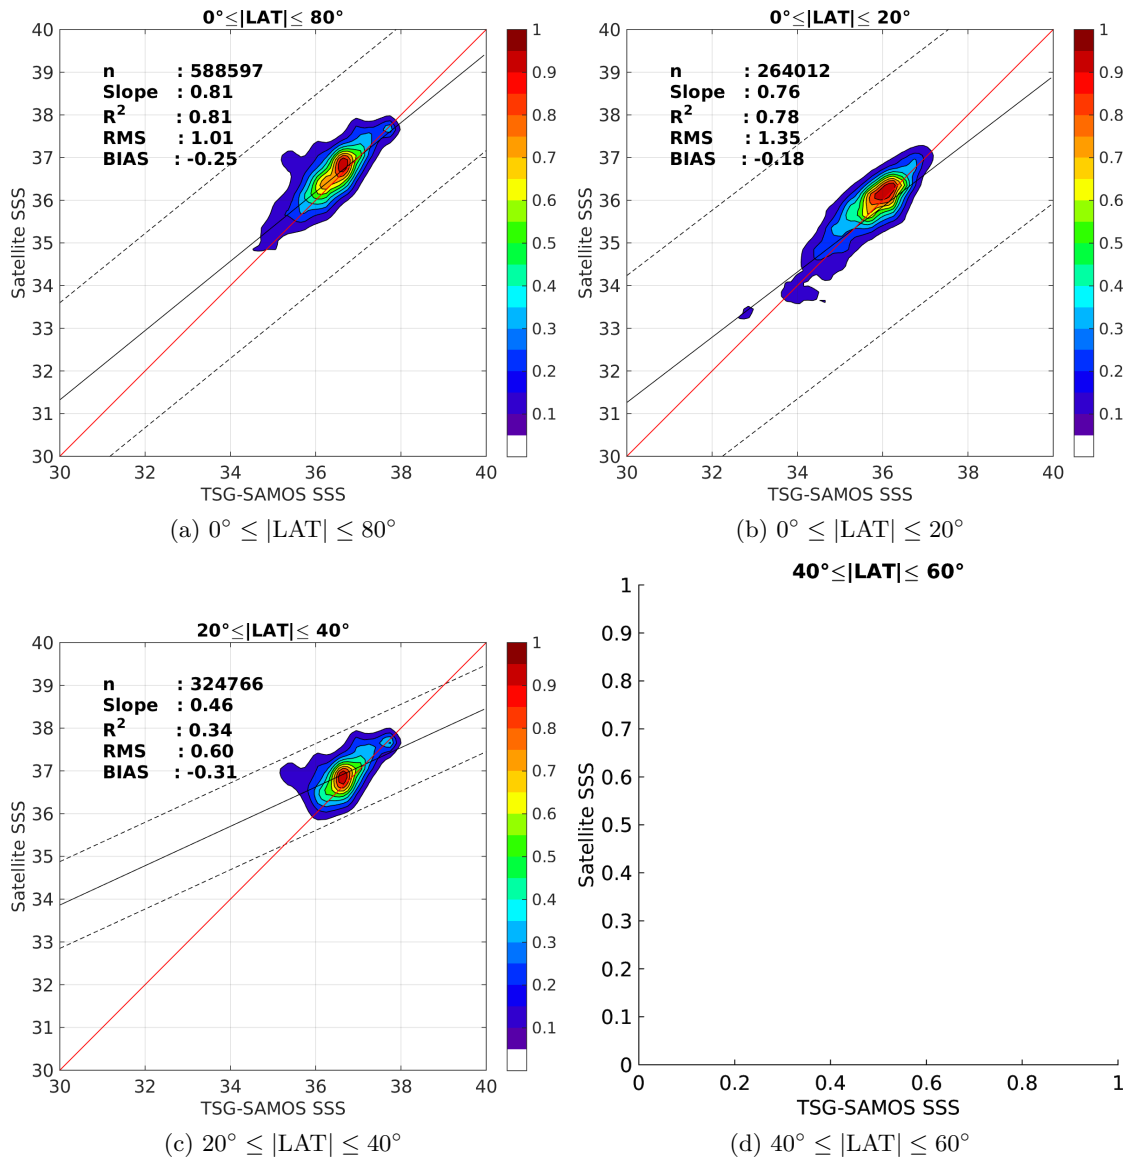 0°≤|LAT|≤ 80°
n : 588597
Slope : 0.81
R2 : 0.81
RMS : 1.01
BIAS : -0.25
40
39
38
37
36
35
34
33
32
31
30
Satellite SSS
30 32 34 36 38 40
TSG-SAMOS SSS
1
0.9
0.8
0.7
0.6
0.5
0.4
0.3
0.2
0.1
(a) 0° ≤ |LAT| ≤ 80°
0°≤|LAT|≤ 20°
n : 264012
Slope : 0.76
R2 : 0.78
RMS : 1.35
BIAS : -0.18
40
39
38
37
36
35
34
33
32
31
30
Satellite SSS
30 32 34 36 38 40
TSG-SAMOS SSS
1
0.9
0.8
0.7
0.6
0.5
0.4
0.3
0.2
0.1
(b) 0° ≤ |LAT| ≤ 20°
20°≤|LAT|≤ 40°
n : 324766
Slope : 0.46
R2 : 0.34
RMS : 0.60
BIAS : -0.31
40
39
38
37
36
35
34
33
32
31
30
Satellite SSS
30 32 34 36 38 40
TSG-SAMOS SSS
1
0.9
0.8
0.7
0.6
0.5
0.4
0.3
0.2
0.1
(c) 20° ≤ |LAT| ≤ 40°
40°≤|LAT|≤ 60°
1
0.9
0.8
0.7
0.6
0.5
0.4
0.3
0.2
0.1
0
Satellite SSS
0 0.2 0.4 0.6 0.8 1
TSG-SAMOS SSS
(d) 40° ≤ |LAT| ≤ 60°